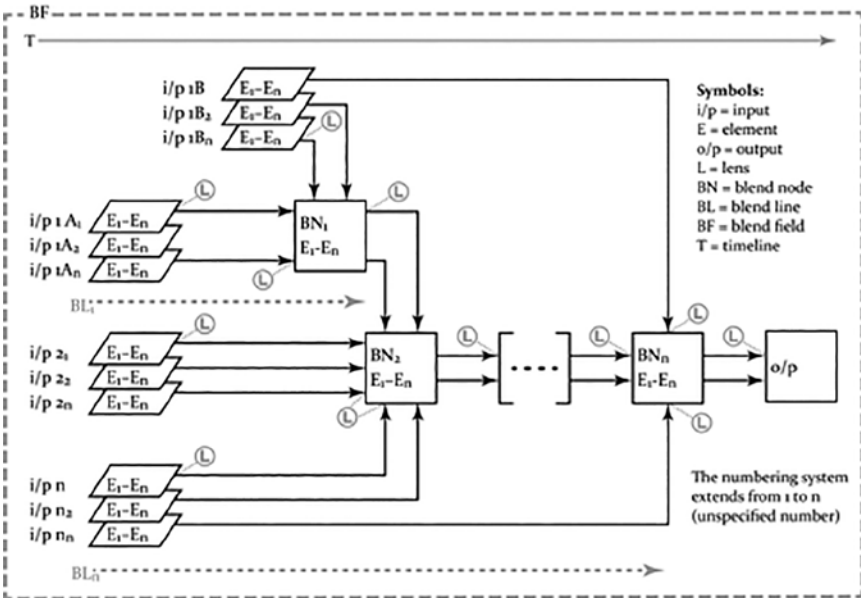 BF
T
i/p 1B E₁–Eₙ
i/p 1B₂ E₁–Eₙ
i/p 1Bₙ E₁–Eₙ
L
Symbols:
i/p = input
E = element
o/p = output
L = lens
BN = blend node
BL = blend line
BF = blend field
T = timeline
L
L
i/p 1A₁ E₁–Eₙ
i/p 1A₂ E₁–Eₙ
i/p 1Aₙ E₁–Eₙ
BN₁
E₁–Eₙ
L
BL₁
L
L
L
L
L
i/p 2₁ E₁–Eₙ
i/p 2₂ E₁–Eₙ
i/p 2ₙ E₁–Eₙ
BN₂
E₁–Eₙ
....
BNₙ
E₁–Eₙ
o/p
L
L
L
i/p n E₁–Eₙ
i/p n₂ E₁–Eₙ
i/p nₙ E₁–Eₙ
The numbering system
extends from 1 to n
(unspecified number)
BLₙ